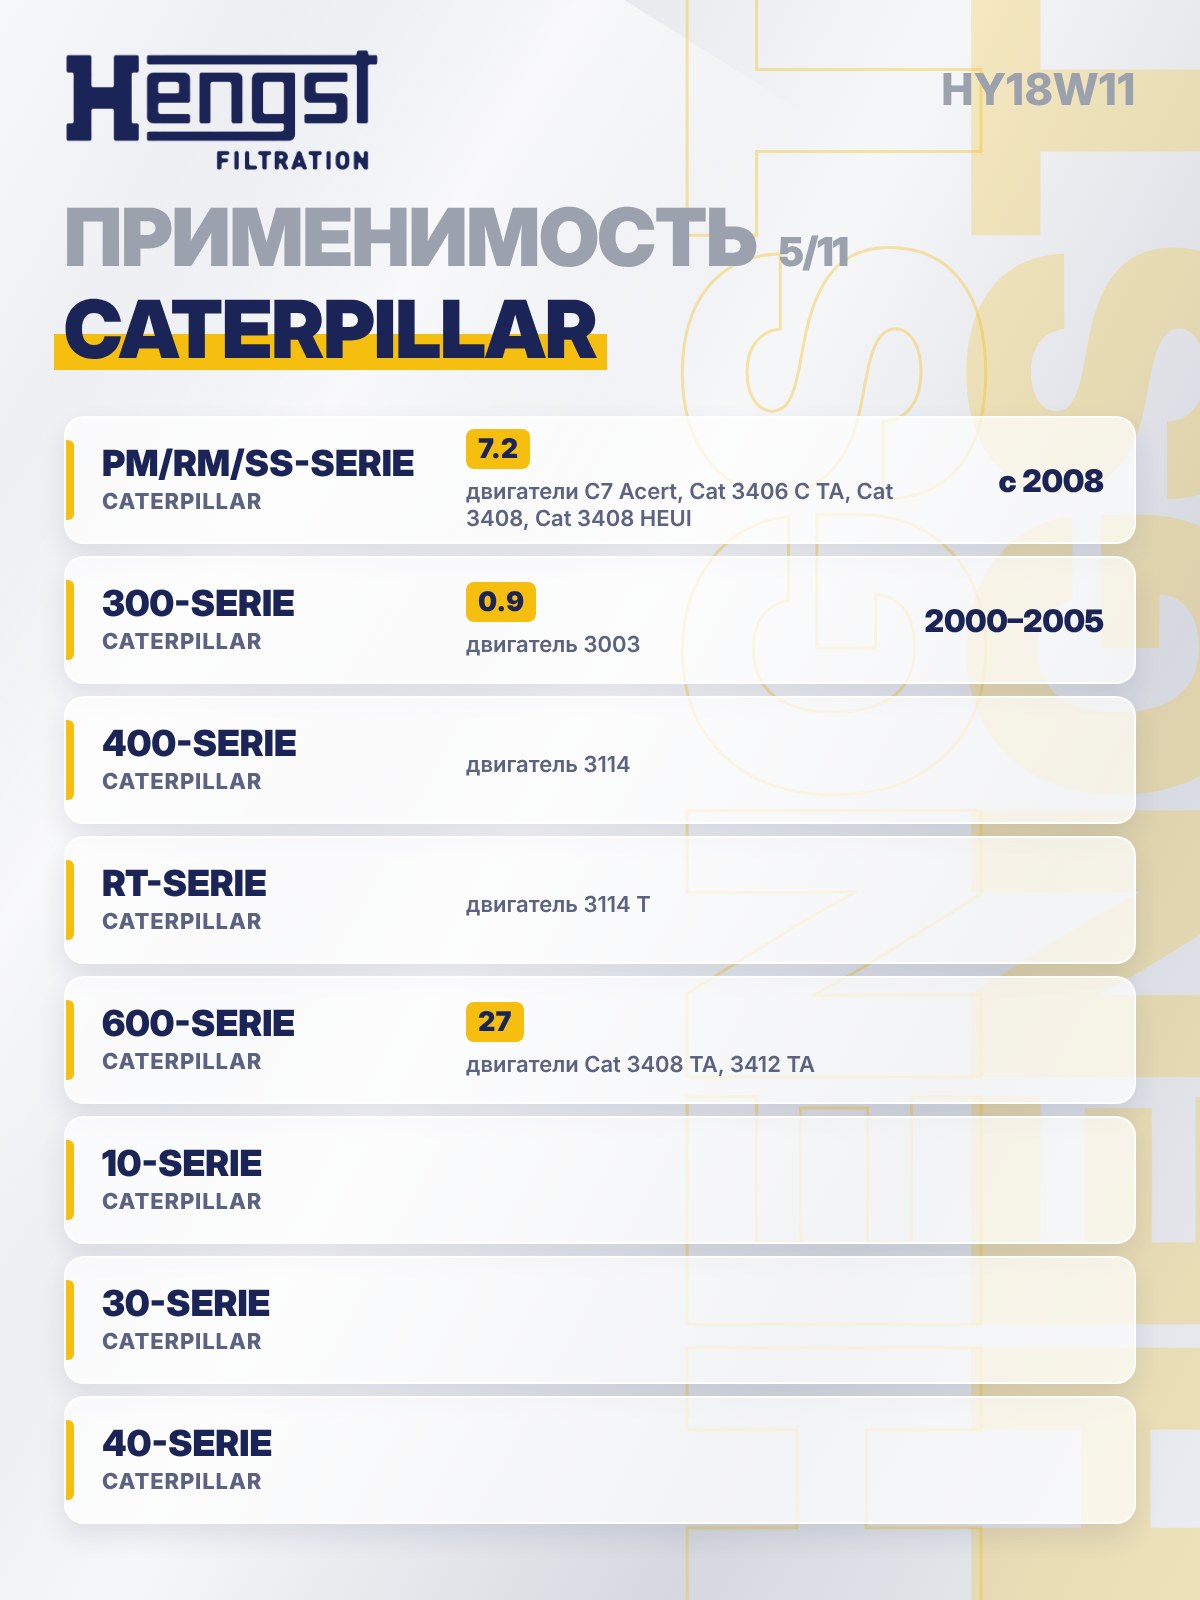 Hengst
FILTRATION
HY18W11
ПРИМЕНИМОСТЬ 5/11
CATERPILLAR
PM/RM/SS-SERIE
CATERPILLAR
7.2
двигатели C7 Acert, Cat 3406 C TA, Cat
3408, Cat 3408 HEUI
с 2008
300-SERIE
CATERPILLAR
0.9
двигатель 3003
2000–2005
400-SERIE
CATERPILLAR
двигатель 3114
RT-SERIE
CATERPILLAR
двигатель 3114 T
600-SERIE
CATERPILLAR
27
двигатели Cat 3408 TA, 3412 TA
10-SERIE
CATERPILLAR
30-SERIE
CATERPILLAR
40-SERIE
CATERPILLAR
HENGST
HENGST